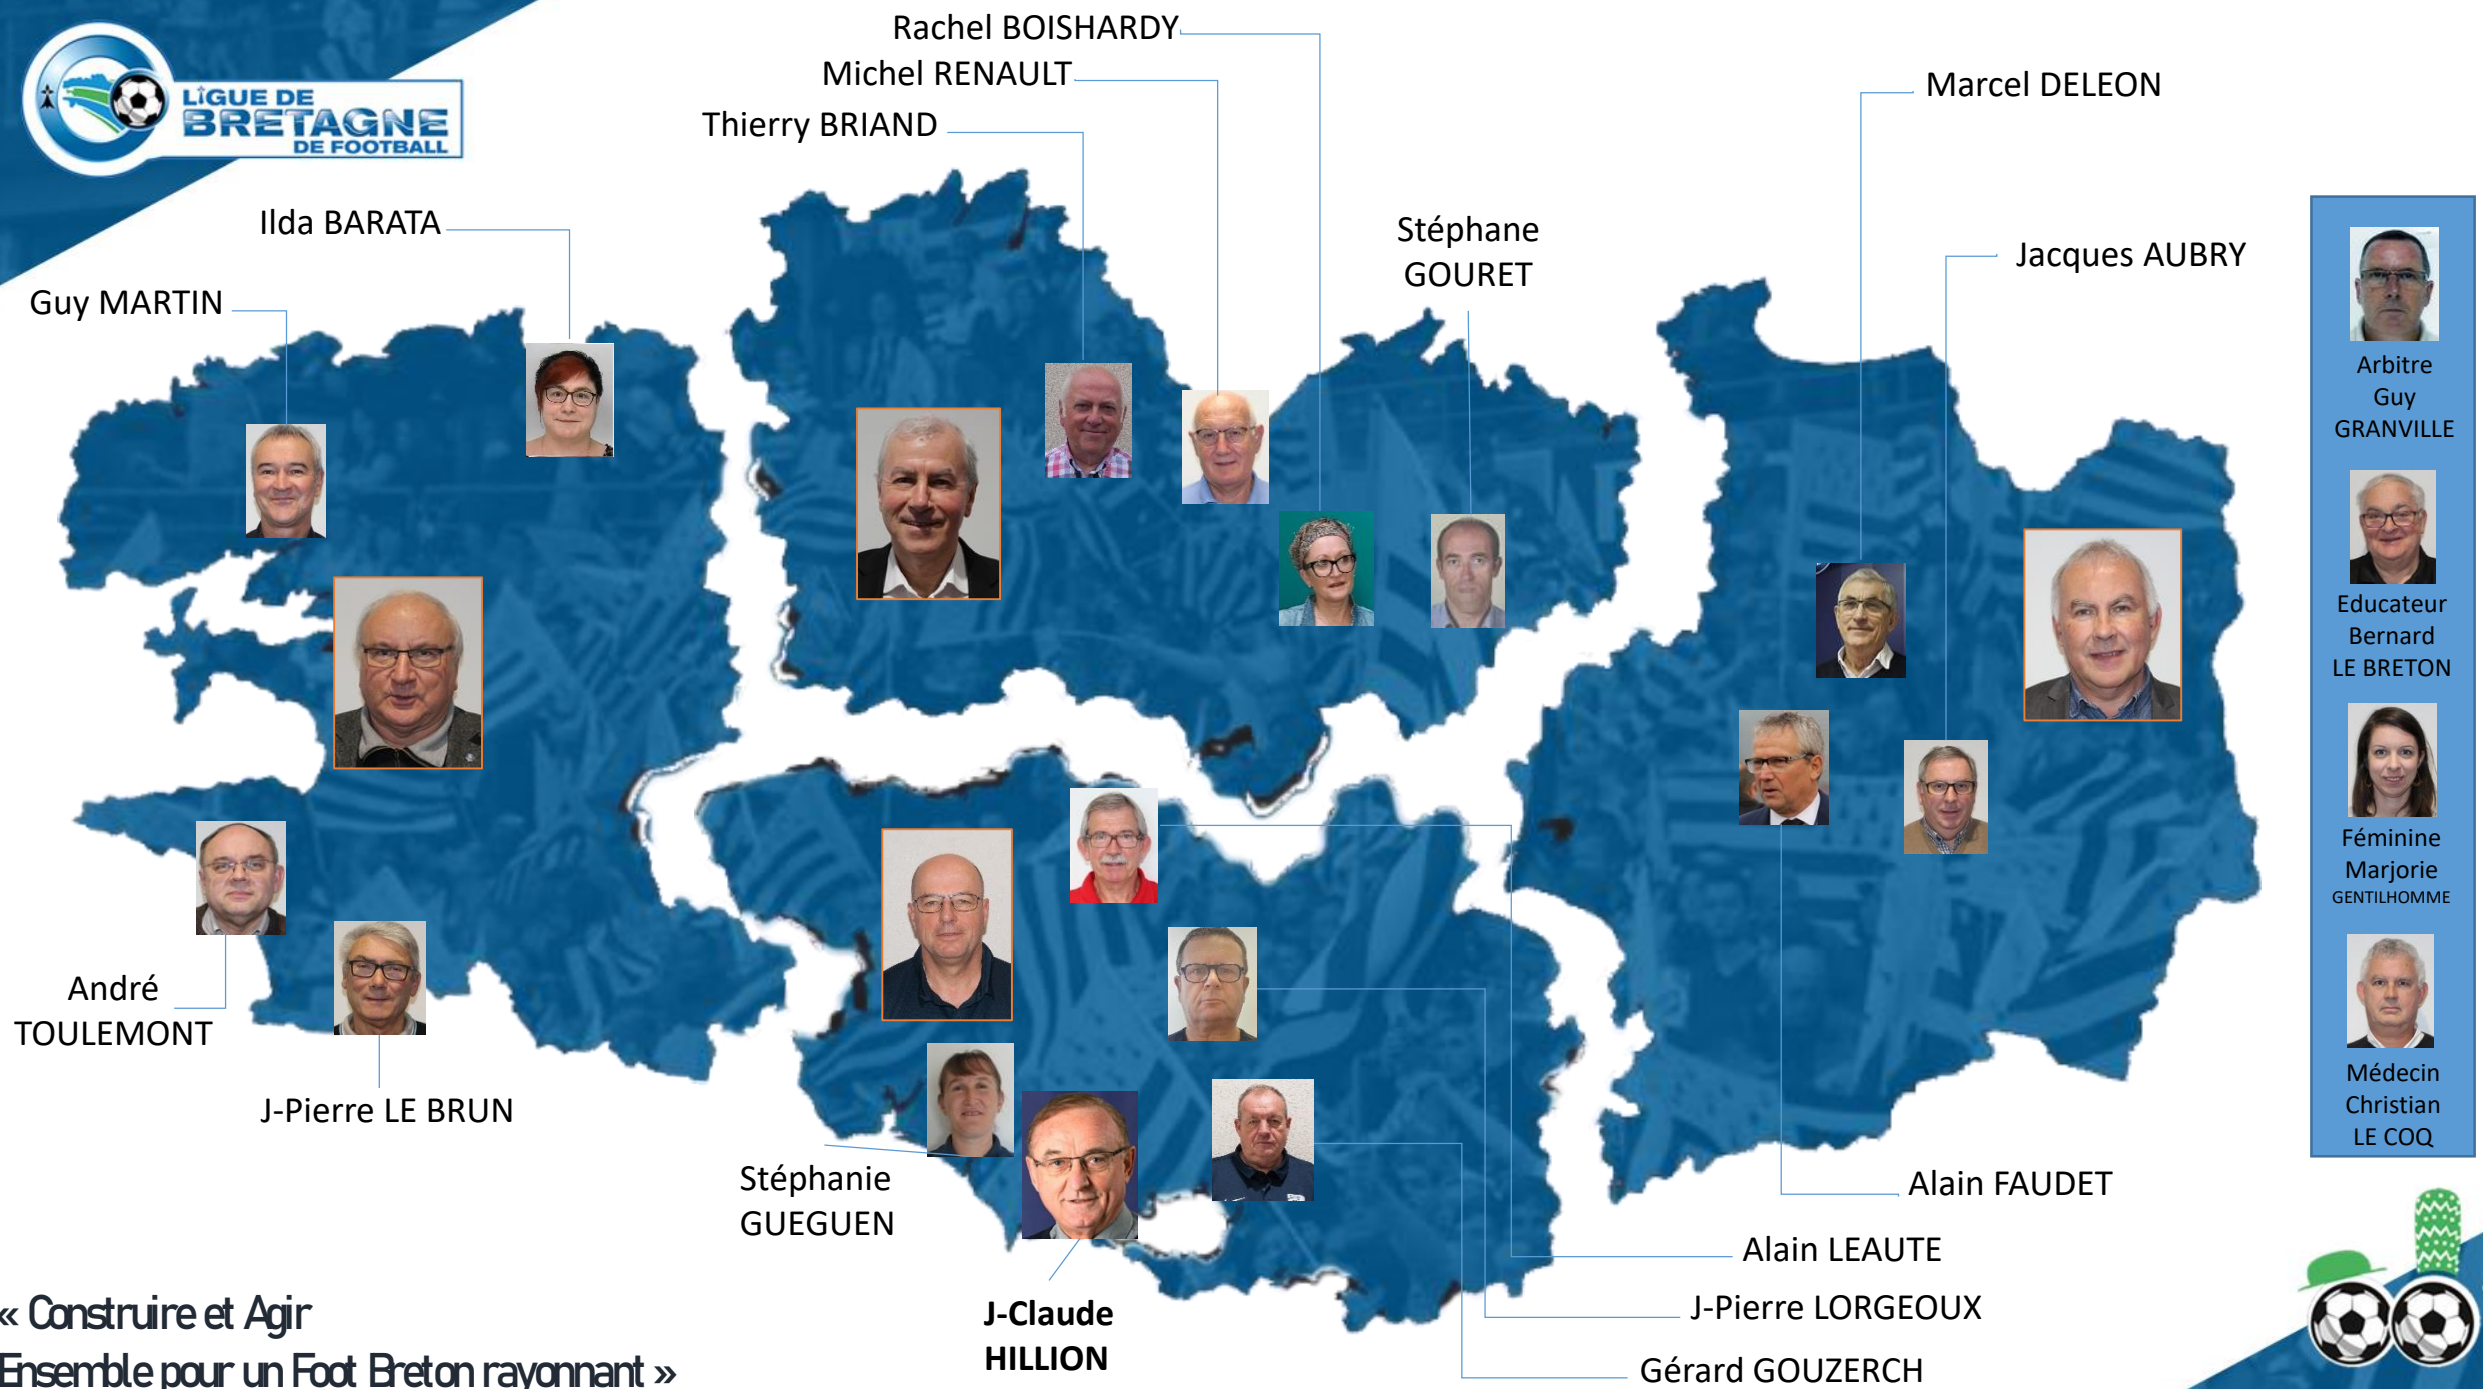 LIGUE DE
BRETAGNE
DE FOOTBALL
Rachel BOISHARDY
Michel RENAULT
Thierry BRIAND
Marcel DELEON
Ilda BARATA
Stéphane
GOURET
Jacques AUBRY
Guy MARTIN
Arbitre
Guy
GRANVILLE
Educateur
Bernard
LE BRETON
Féminine
Marjorie
GENTILHOMME
Médecin
Christian
LE COQ
André
TOULEMONT
J-Pierre LE BRUN
Stéphanie
GUEGUEN
J-Claude
HILLION
Alain FAUDET
Alain LEAUTE
J-Pierre LORGEOUX
Gérard GOUZERCH
« Construire et Agir
Ensemble pour un Foot Breton rayonnant »